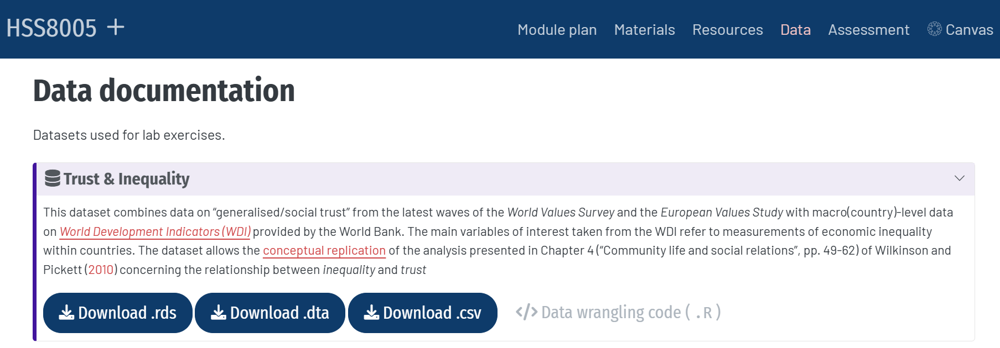 HSS8005 +
Module plan Materials Resources Data Assessment Canvas
Data documentation
Datasets used for lab exercises.
Trust & Inequality
This dataset combines data on “generalised/social trust” from the latest waves of the World Values Survey and the European Values Study with macro(country)-level data
on World Development Indicators (WDI) provided by the World Bank. The main variables of interest taken from the WDI refer to measurements of economic inequality
within countries. The dataset allows the conceptual replication of the analysis presented in Chapter 4 (“Community life and social relations”, pp. 49-62) of Wilkinson and
Pickett (2010) concerning the relationship between inequality and trust
Download .rds Download .dta Download .csv </> Data wrangling code ( .R )